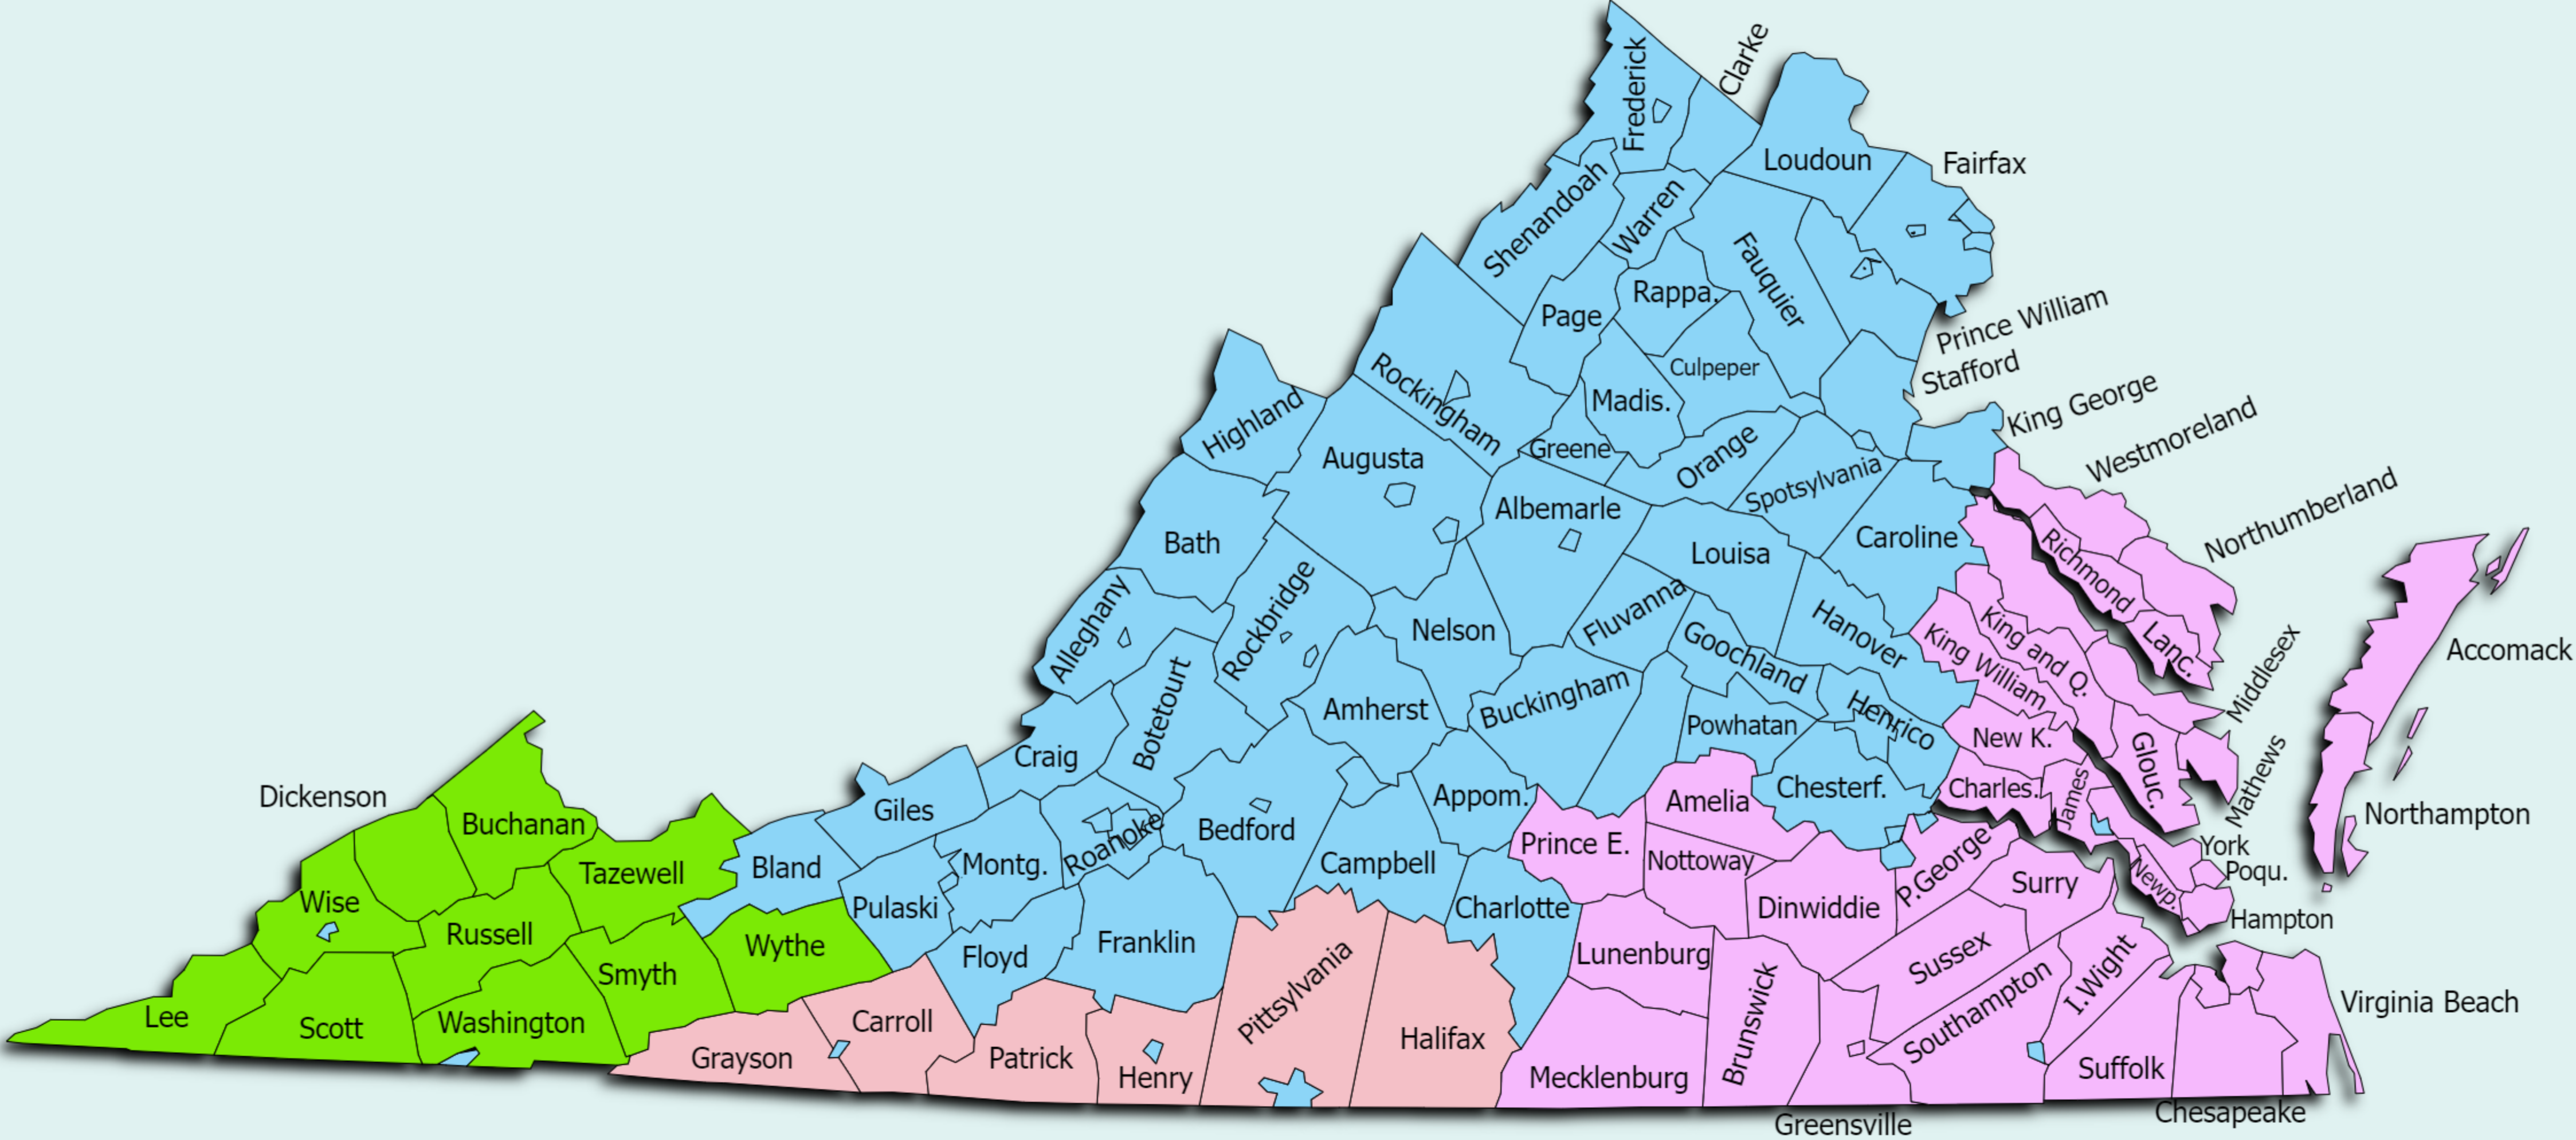 Frederick
Clarke
Loudoun
Fairfax
Shenandoah
Warren
Fauquier
Rappa.
Page
Prince William
Culpeper
Stafford
Rockingham
Madis.
King George
Highland
Greene
Orange
Westmoreland
Augusta
Spotsylvania
Albemarle
Northumberland
Bath
Louisa
Caroline
Richmond
Alleghany
Rockbridge
Nelson
Fluvanna
Goochland
Hanover
King and Q.
Lanc.
Accomack
King William
Middlesex
Botetourt
Amherst
Buckingham
Powhatan
Henrico
New K.
Glouc.
Mathews
Craig
Dickenson
Giles
Appom.
Amelia
Chesterf.
Charles.
James
Northampton
Buchanan
Bedford
Roanoke
Prince E.
York
Tazewell
Bland
Montg.
Campbell
Nottoway
P.George
Surry
Newp.
Poqu.
Wise
Pulaski
Charlotte
Dinwiddie
Hampton
Russell
Wythe
Floyd
Franklin
Lunenburg
Sussex
I.Wight
Smyth
Pittsylvania
Virginia Beach
Lee
Scott
Washington
Carroll
Halifax
Brunswick
Southampton
Grayson
Patrick
Henry
Mecklenburg
Suffolk
Greensville
Chesapeake